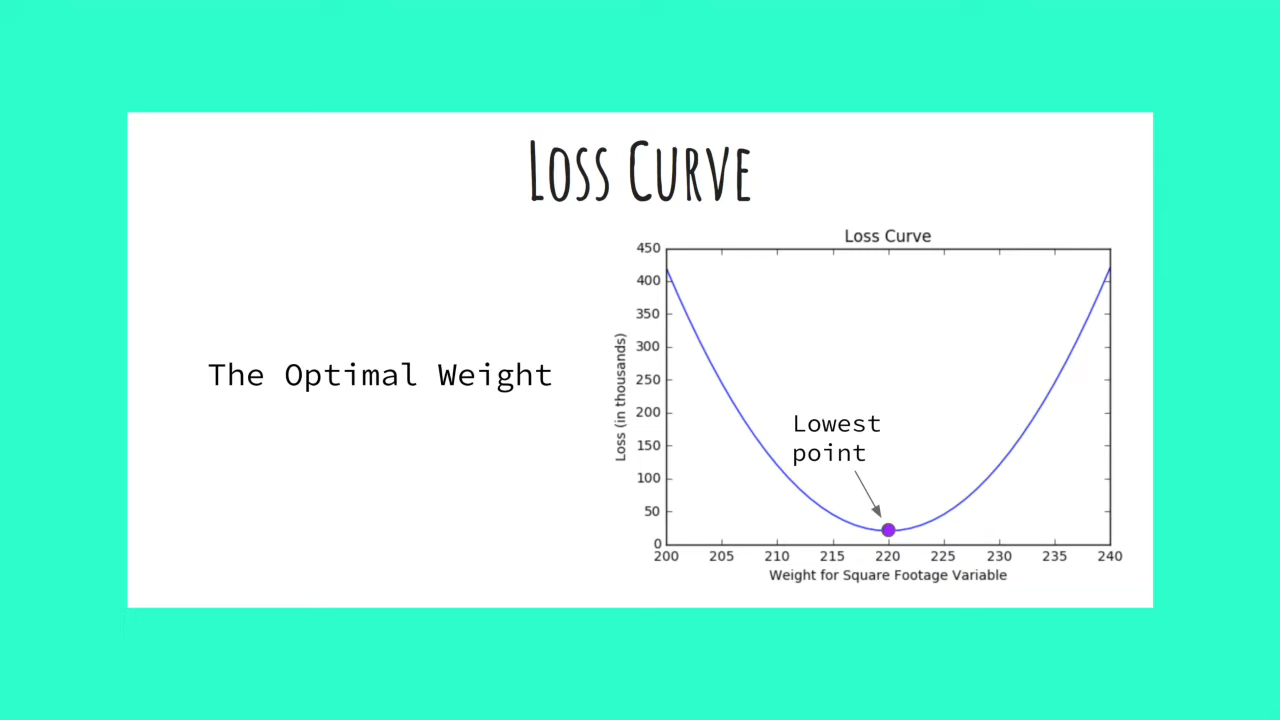 Loss Curve
The Optimal Weight
Loss Curve
450
400
350
300
250
200
150
100
50
0
Loss (in thousands)
Lowest
point
200 205 210 215 220 225 230 235 240
Weight for Square Footage Variable